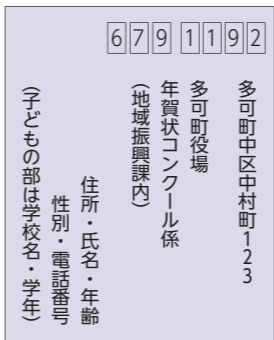 6791192
多可町中区中村町123
多可町役場
年賀状コンクール係
(地域振興課内)
住所・氏名・年齢
性別・電話番号
(子どもの部は学校名・学年)